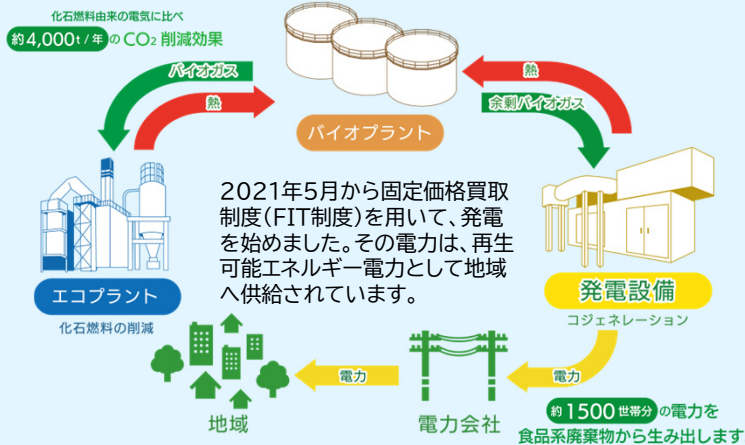 化石燃料由来の電気に比べ
約4,000t/年のCO₂削減効果
バイオガス
熱
熱
余剰バイオガス
バイオプラント
2021年5月から固定価格買取
制度(FIT制度)を用いて、発電
を始めました。その電力は、再生
可能エネルギー電力として地域
へ供給されています。
エコプラント
化石燃料の削減
発電設備
コジェネレーション
電力
電力
地域
電力会社
約1500世帯分の電力を
食品系廃棄物から生み出します